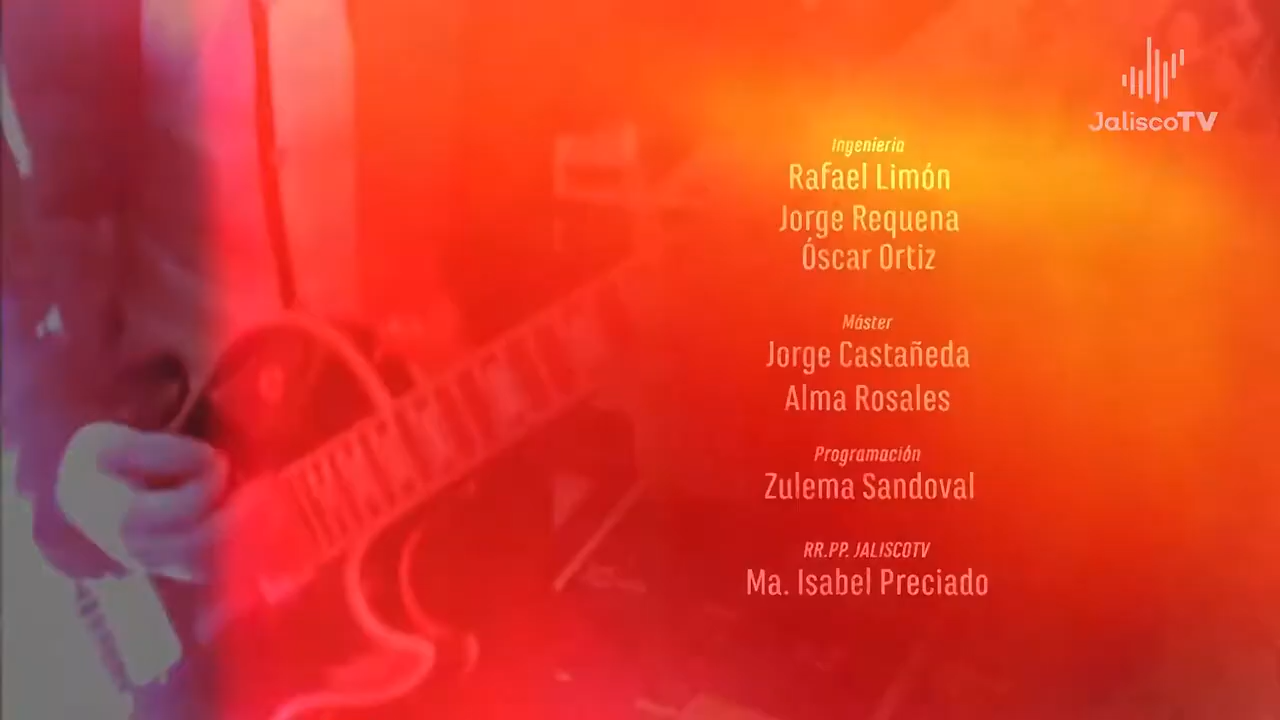 JaliscoTV
Ingeniería
Rafael Limón
Jorge Requena
Óscar Ortiz
Máster
Jorge Castañeda
Alma Rosales
Programación
Zulema Sandoval
RR.PP. JALISCOTV
Ma. Isabel Preciado